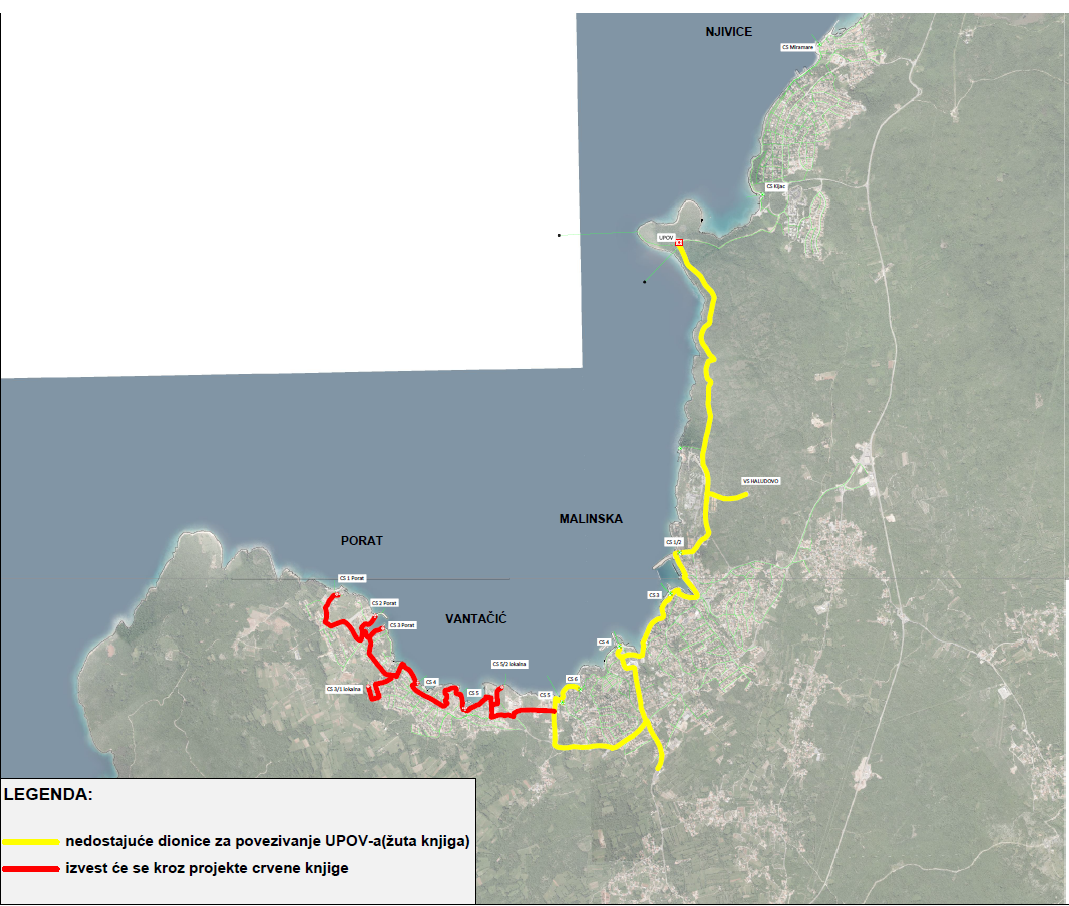 NJIVICE
CS Miramare
CS Kijac
UPOV
VS HALUDOVO
MALINSKA
PORAT
CS 1/2
CS 1 Porat
CS 3
CS 2 Porat
VANTAČIĆ
CS 3 Porat
CS 4
CS 5/2 lokalna
CS 6
CS 4
CS 3/1 lokalna
CS 5
CS 5
LEGENDA:
nedostajuće dionice za povezivanje UPOV-a(žuta knjiga)
izvest će se kroz projekte crvene knjige